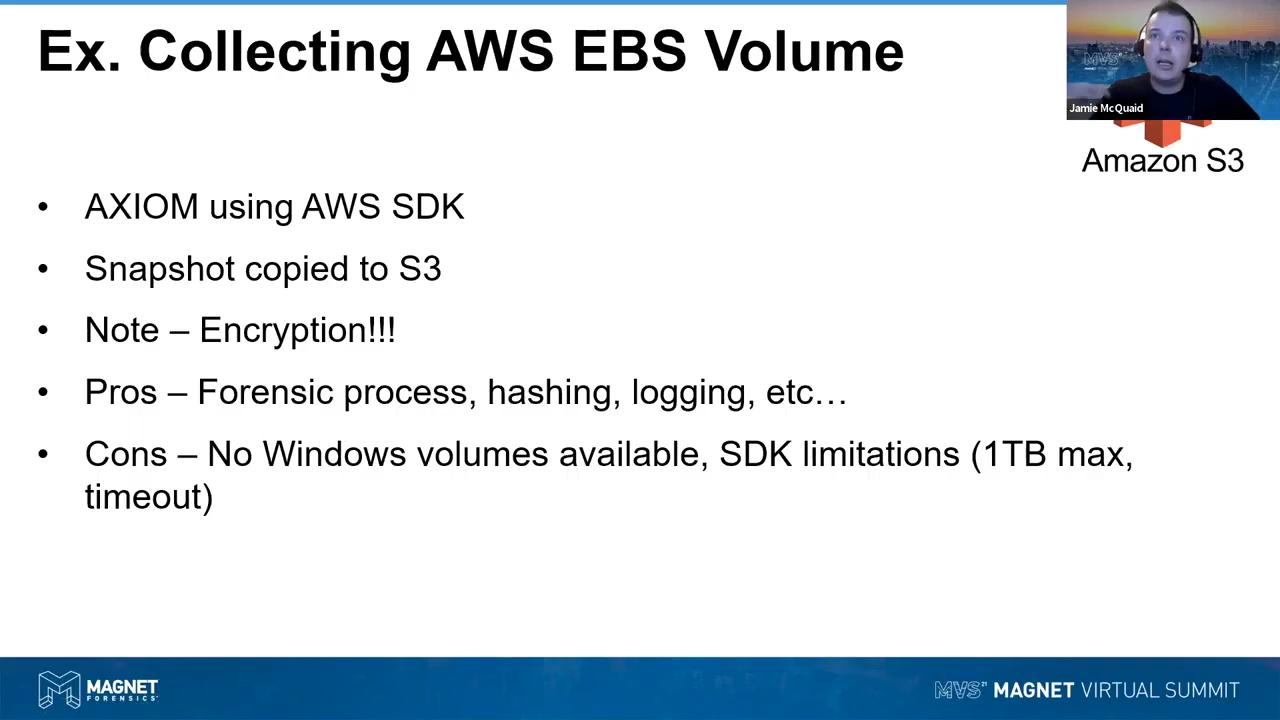 Ex. Collecting AWS EBS Volume
Jamie McQuaid
Amazon S3
• AXIOM using AWS SDK
• Snapshot copied to S3
• Note – Encryption!!!
• Pros – Forensic process, hashing, logging, etc…
• Cons – No Windows volumes available, SDK limitations (1TB max,
timeout)
MAGNET
FORENSICS
MVS21 MAGNET VIRTUAL SUMMIT